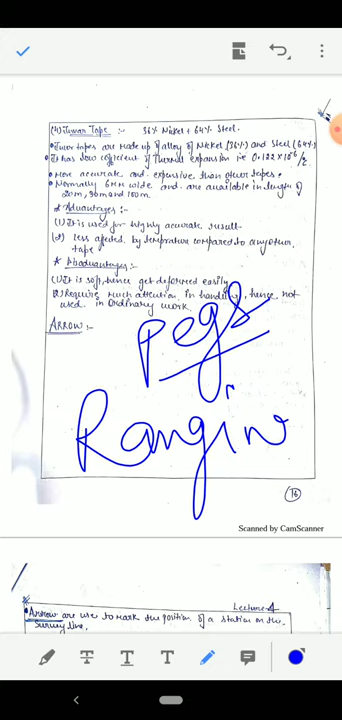 (4) Invar Tape :- 36% Nickel + 64% Steel.
• Invar tapes are made up of alloy of Nickel (36%) and Steel (64%)
• It has low coefficient of Thermal expansion i.e 0.122 x 10⁻⁶/°C
• More accurate and expensive than other tapes.
• Normally 6mm wide and are available in length of
20m, 30m and 100m.
* Advantages :-
(1) It is used for highly accurate result
(2) less affected by temprature compared to any other
tape
* Disadvantages :-
(1) It is soft, hence get deformed easily
(2) Require Much attention in handling, hence not
used in ordinary work.
ARROW :-
Pegs
Rangin
16
Scanned by CamScanner
Lecture-4
• Arrow are use to mark the position of a station on the
Survey line.